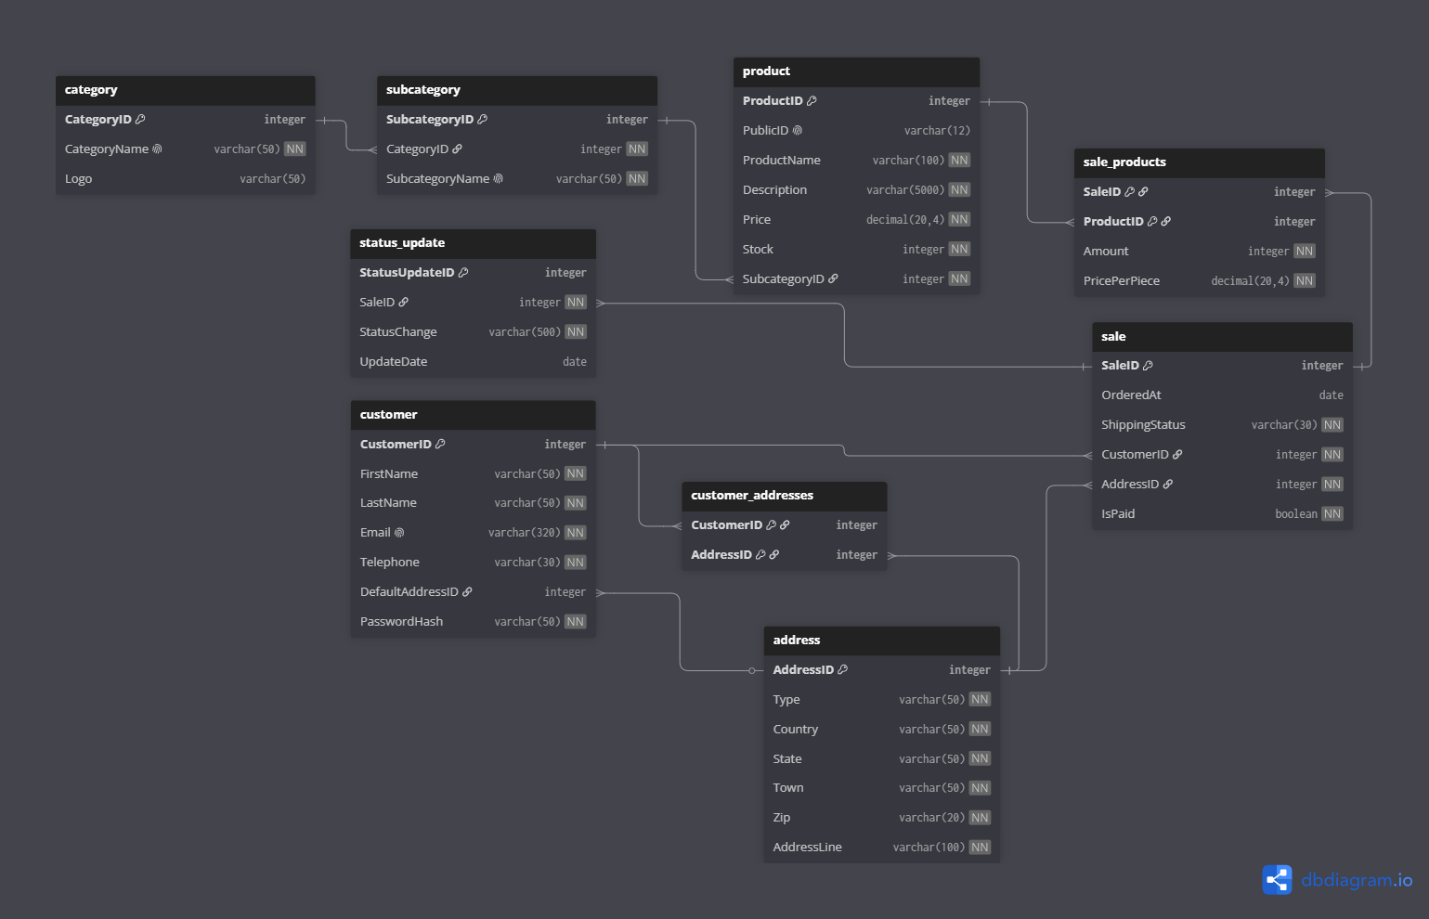 category
CategoryID integer
CategoryName varchar(50) NN
Logo varchar(50)
subcategory
SubcategoryID integer
CategoryID integer NN
SubcategoryName varchar(50) NN
product
ProductID integer
PublicID varchar(12)
ProductName varchar(100) NN
Description varchar(5000) NN
Price decimal(20,4) NN
Stock integer NN
SubcategoryID integer NN
sale_products
SaleID integer
ProductID integer
Amount integer NN
PricePerPiece decimal(20,4) NN
status_update
StatusUpdateID integer
SaleID integer NN
StatusChange varchar(500) NN
UpdateDate date
sale
SaleID integer
OrderedAt date
ShippingStatus varchar(30) NN
CustomerID integer NN
AddressID integer NN
IsPaid boolean NN
customer
CustomerID integer
FirstName varchar(50) NN
LastName varchar(50) NN
Email varchar(320) NN
Telephone varchar(30) NN
DefaultAddressID integer
PasswordHash varchar(50) NN
customer_addresses
CustomerID integer
AddressID integer
address
AddressID integer
Type varchar(50) NN
Country varchar(50) NN
State varchar(50) NN
Town varchar(50) NN
Zip varchar(20) NN
AddressLine varchar(100) NN
dbdiagram.io